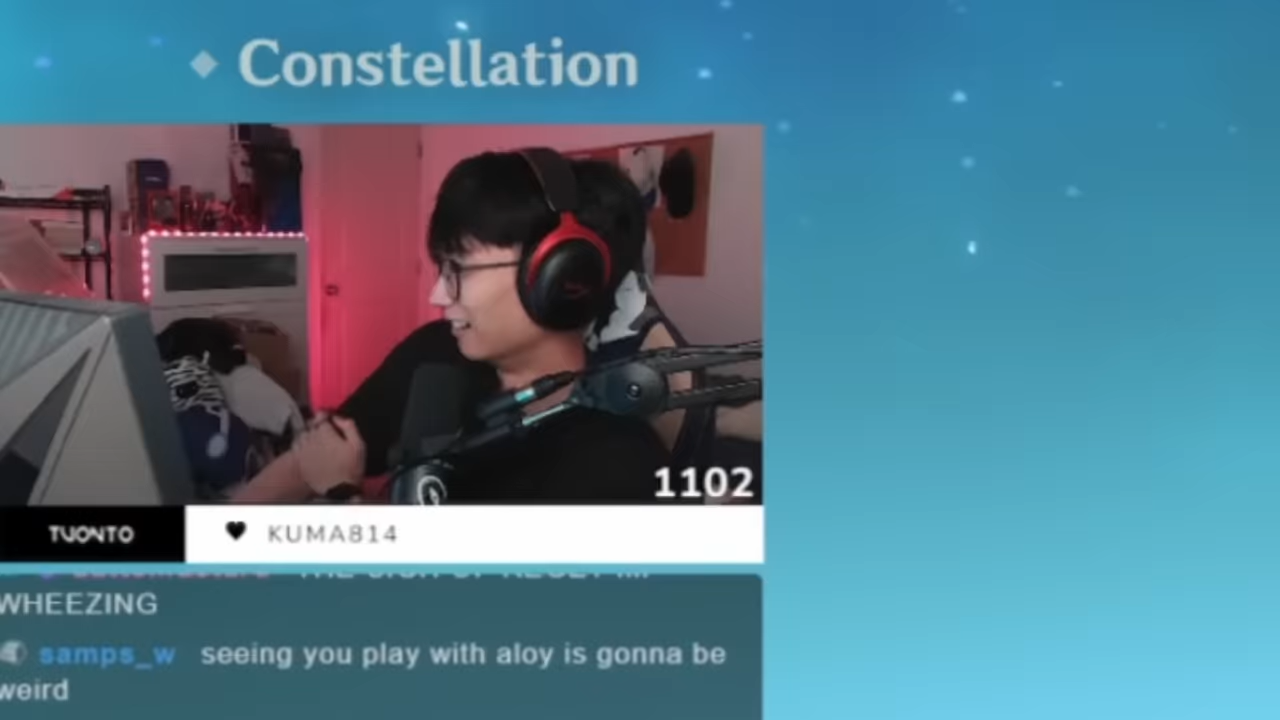 Constellation
1102
TUONTO
KUMA814
WHEEZING
samps_w seeing you play with aloy is gonna be
weird